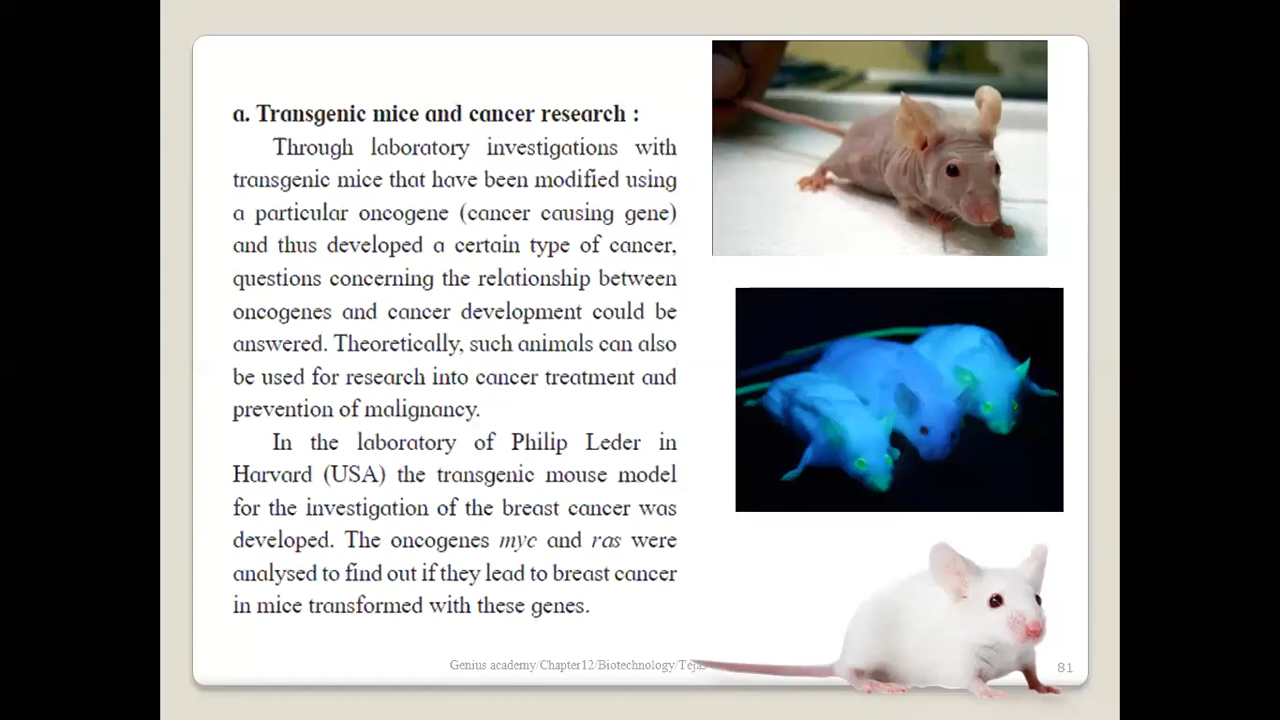 a. Transgenic mice and cancer research :
Through laboratory investigations with
transgenic mice that have been modified using
a particular oncogene (cancer causing gene)
and thus developed a certain type of cancer,
questions concerning the relationship between
oncogenes and cancer development could be
answered. Theoretically, such animals can also
be used for research into cancer treatment and
prevention of malignancy.
In the laboratory of Philip Leder in
Harvard (USA) the transgenic mouse model
for the investigation of the breast cancer was
developed. The oncogenes myc and ras were
analysed to find out if they lead to breast cancer
in mice transformed with these genes.
Genius academy/Chapter12/Biotechnology/
81